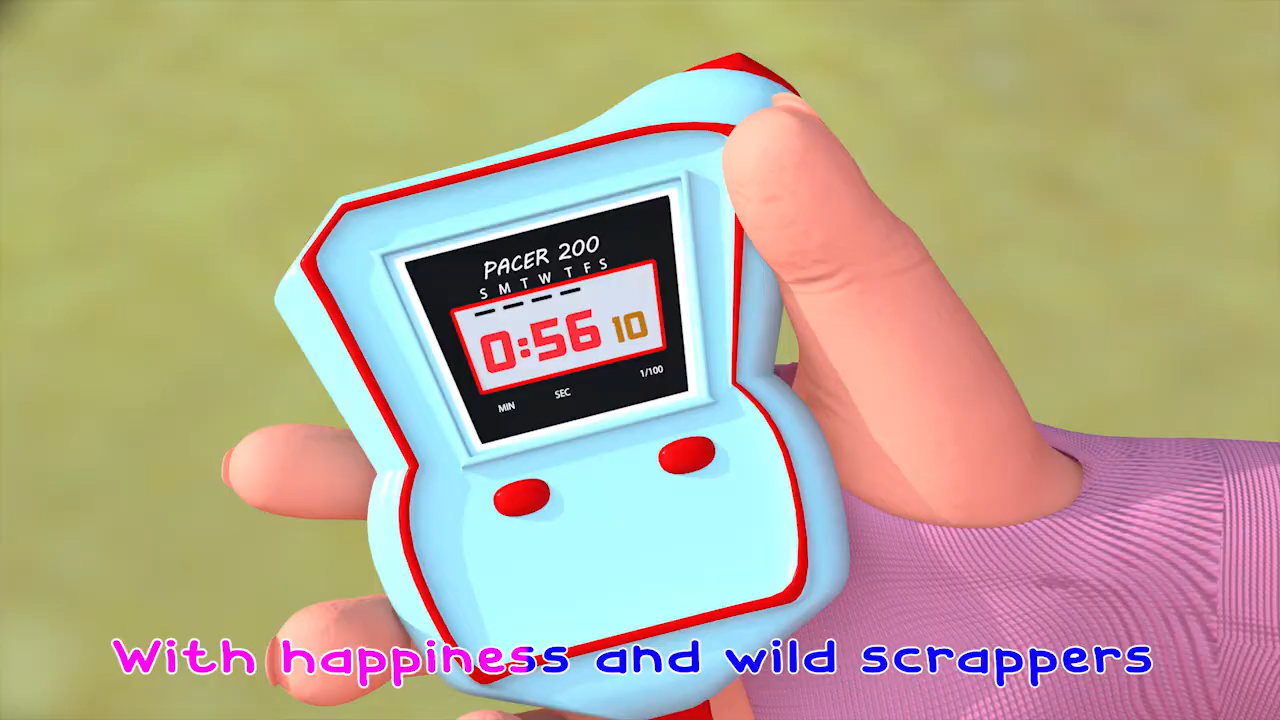 PACER 200
S M T W T F S
0:56 10
MIN SEC 1/100
With happiness and wild scrappers